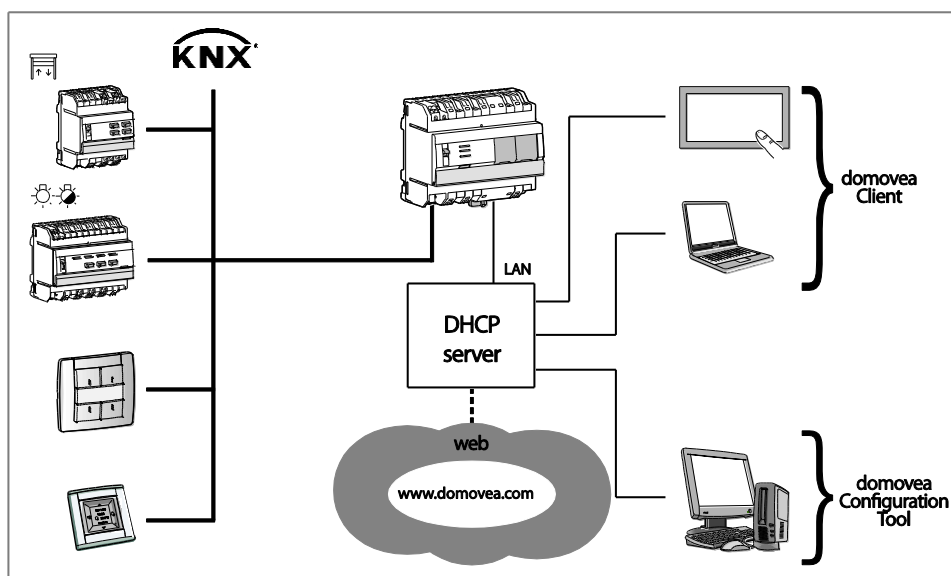 KNX
domovea
Client
LAN
DHCP
server
web
www.domovea.com
domovea
Configuration
Tool